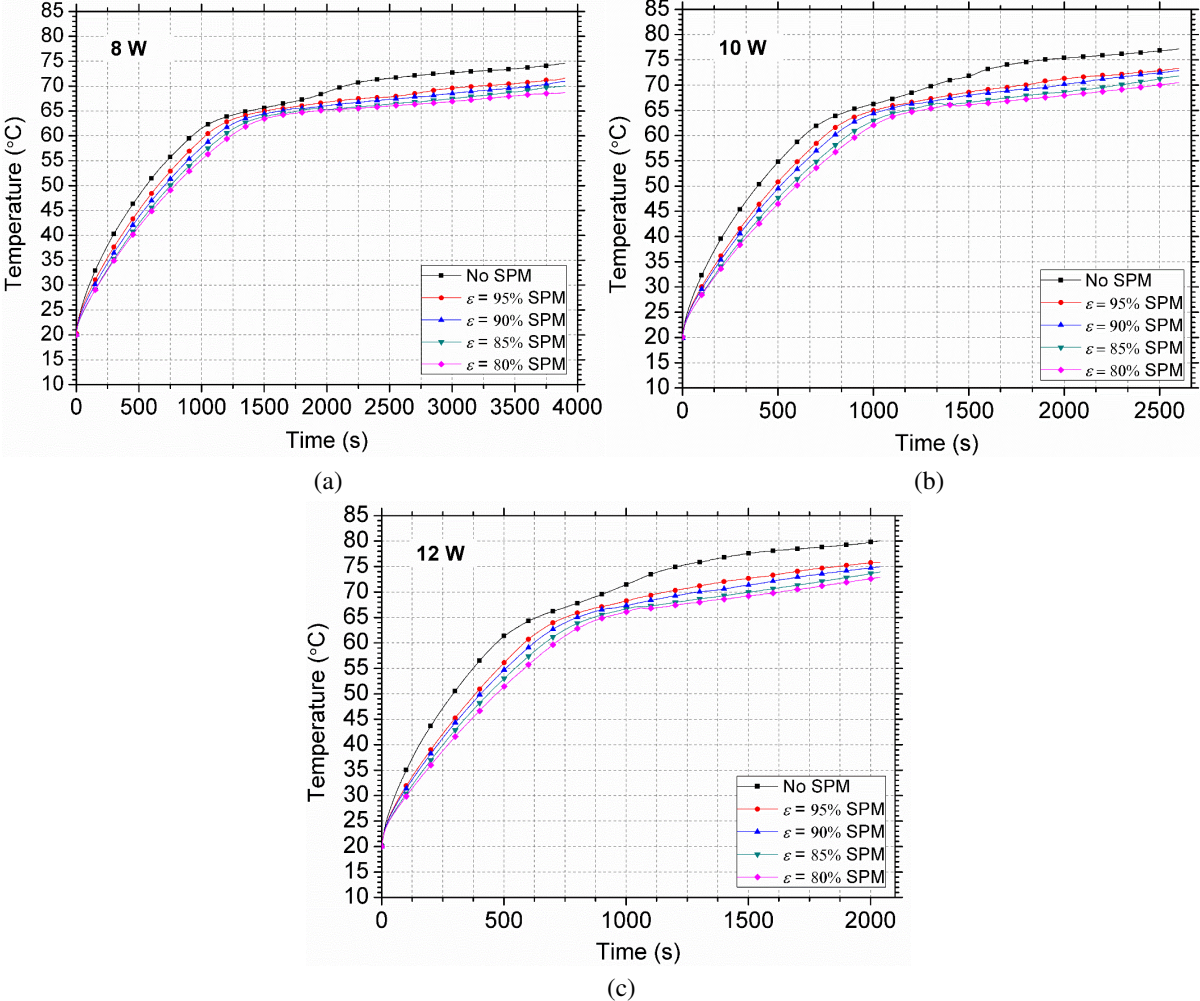 85
80
75
70
65
60
55
50
45
40
35
30
25
20
15
10
Temperature (°C)
8 W
No SPM
ε = 95% SPM
ε = 90% SPM
ε = 85% SPM
ε = 80% SPM
0 500 1000 1500 2000 2500 3000 3500 4000
Time (s)
(a)
85
80
75
70
65
60
55
50
45
40
35
30
25
20
15
10
Temperature (°C)
10 W
No SPM
ε = 95% SPM
ε = 90% SPM
ε = 85% SPM
ε = 80% SPM
0 500 1000 1500 2000 2500
Time (s)
(b)
85
80
75
70
65
60
55
50
45
40
35
30
25
20
15
10
Temperature (°C)
12 W
No SPM
ε = 95% SPM
ε = 90% SPM
ε = 85% SPM
ε = 80% SPM
0 500 1000 1500 2000
Time (s)
(c)